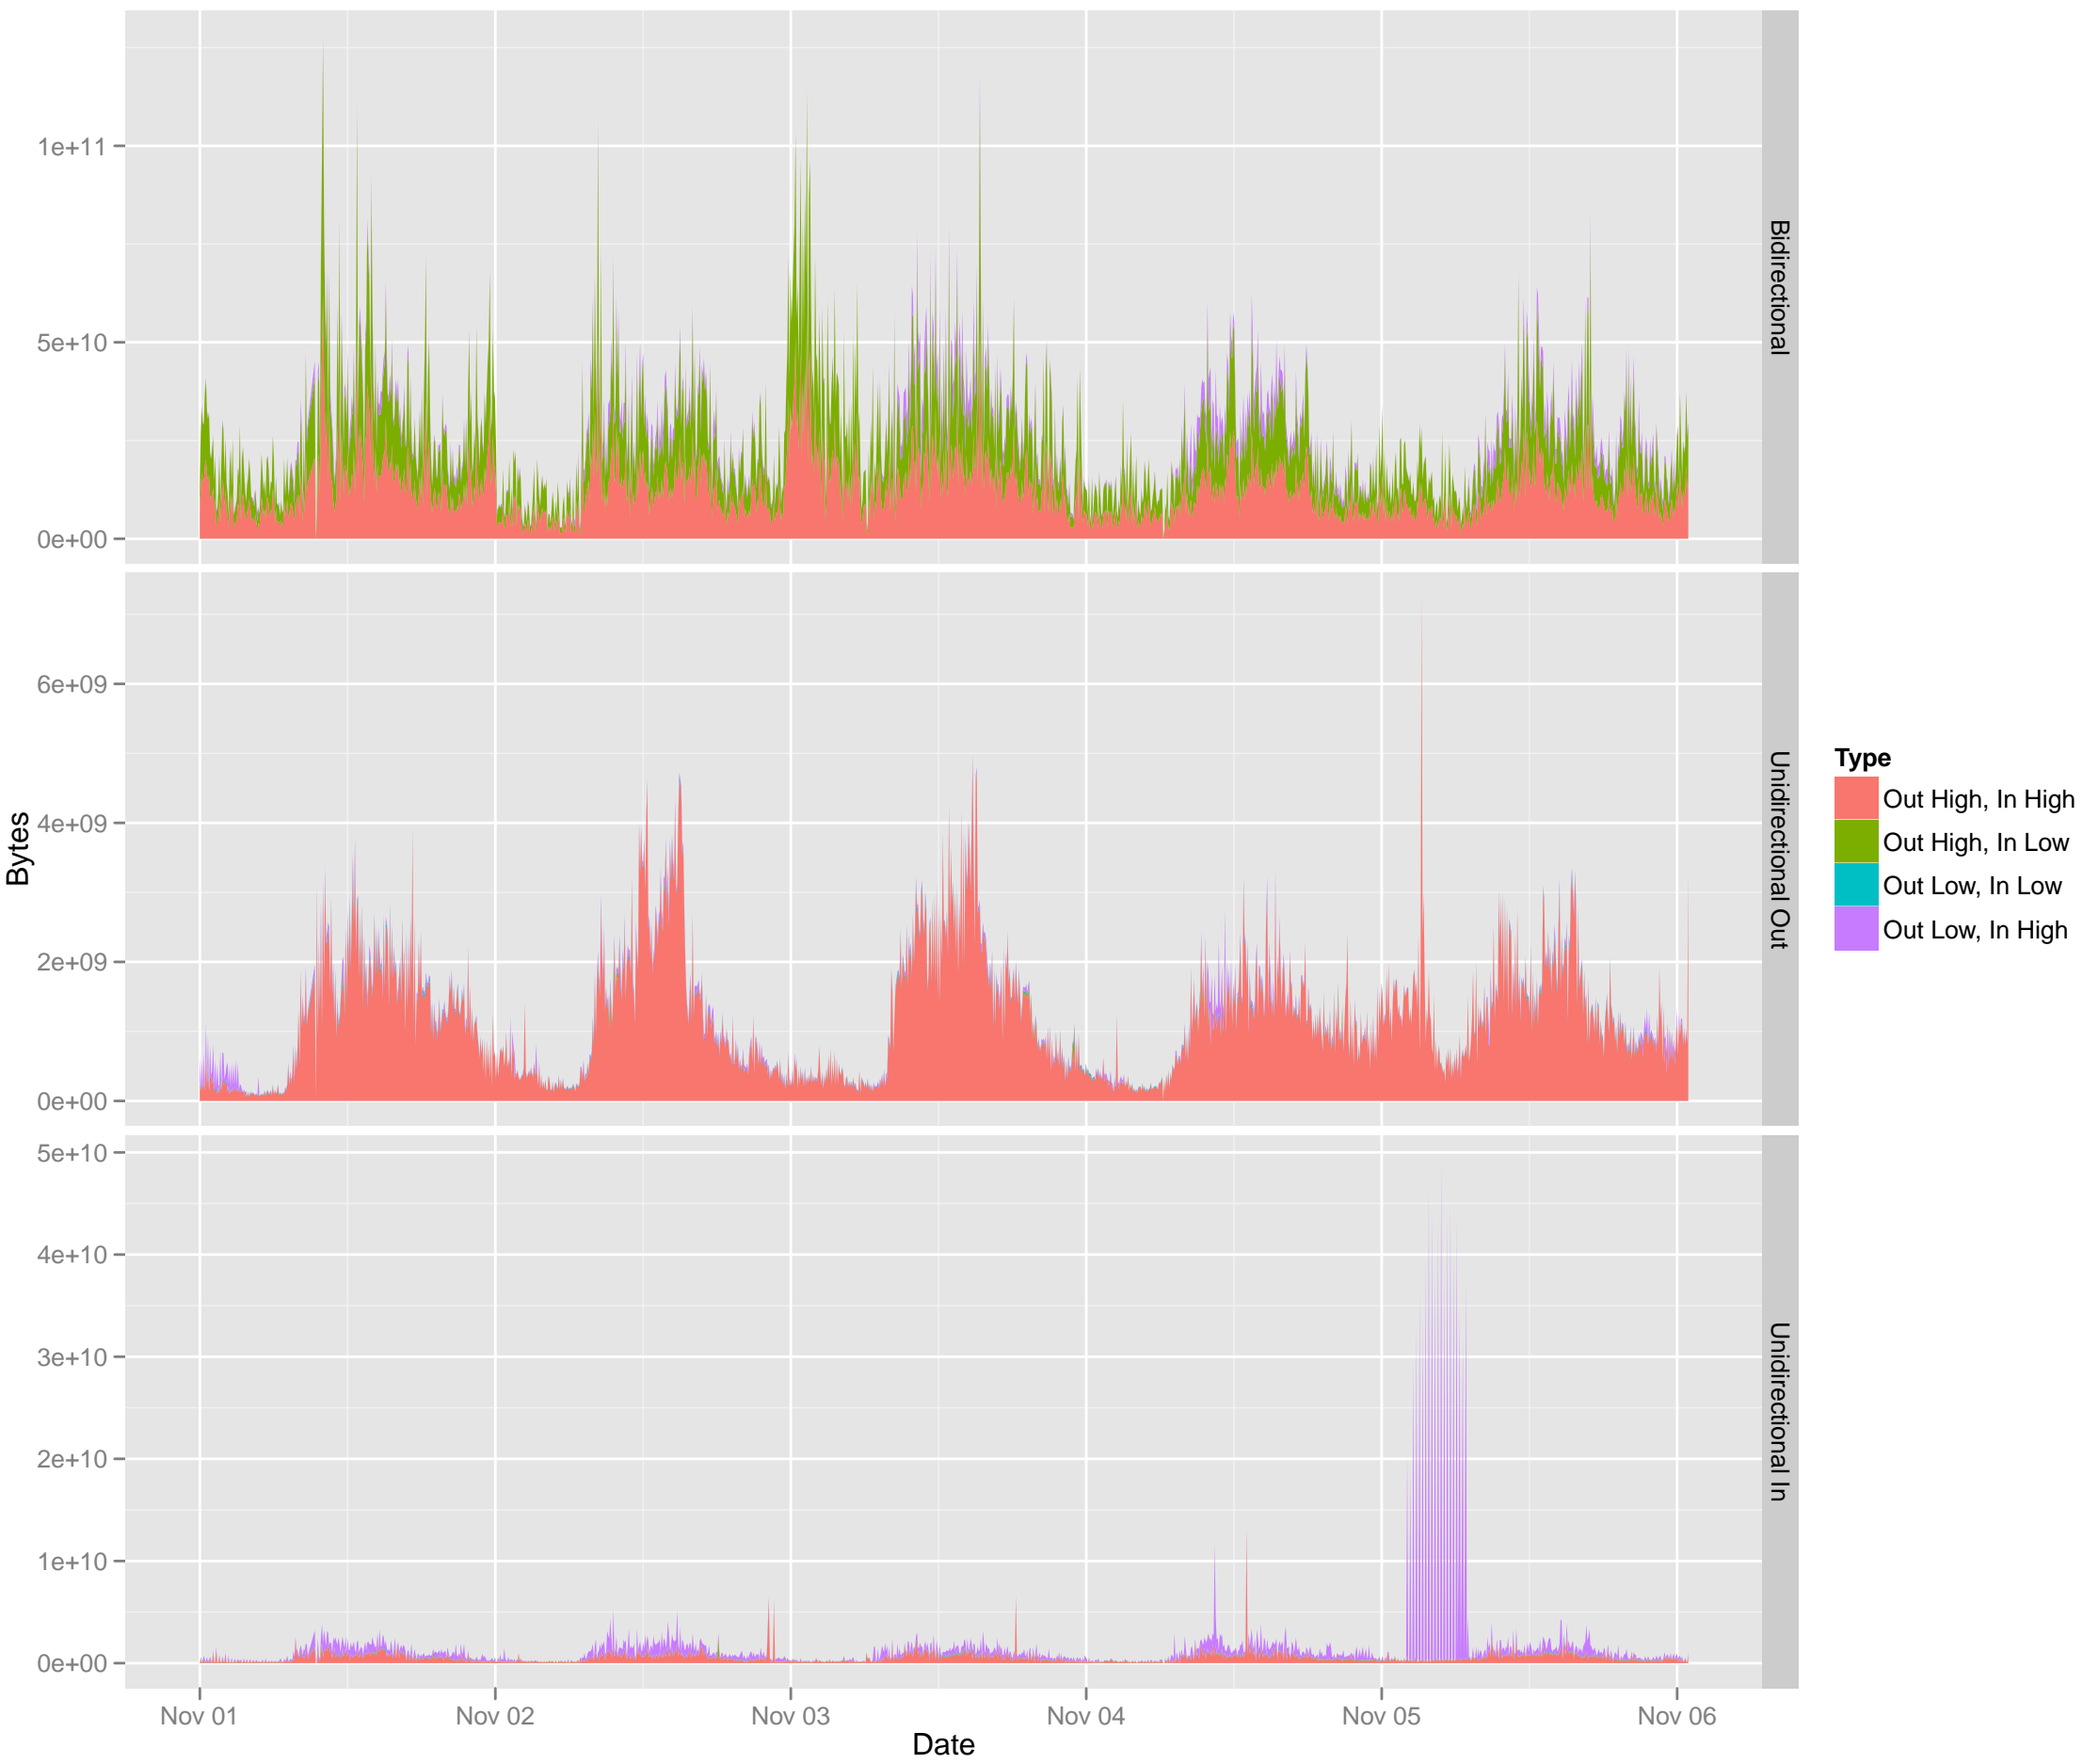 1e+11
5e+10
0e+00
Bidirectional
6e+09
4e+09
2e+09
0e+00
Unidirectional Out
5e+10
4e+10
3e+10
2e+10
1e+10
0e+00
Unidirectional In
Bytes
Nov 01
Nov 02
Nov 03
Nov 04
Nov 05
Nov 06
Date
Type
Out High, In High
Out High, In Low
Out Low, In Low
Out Low, In High